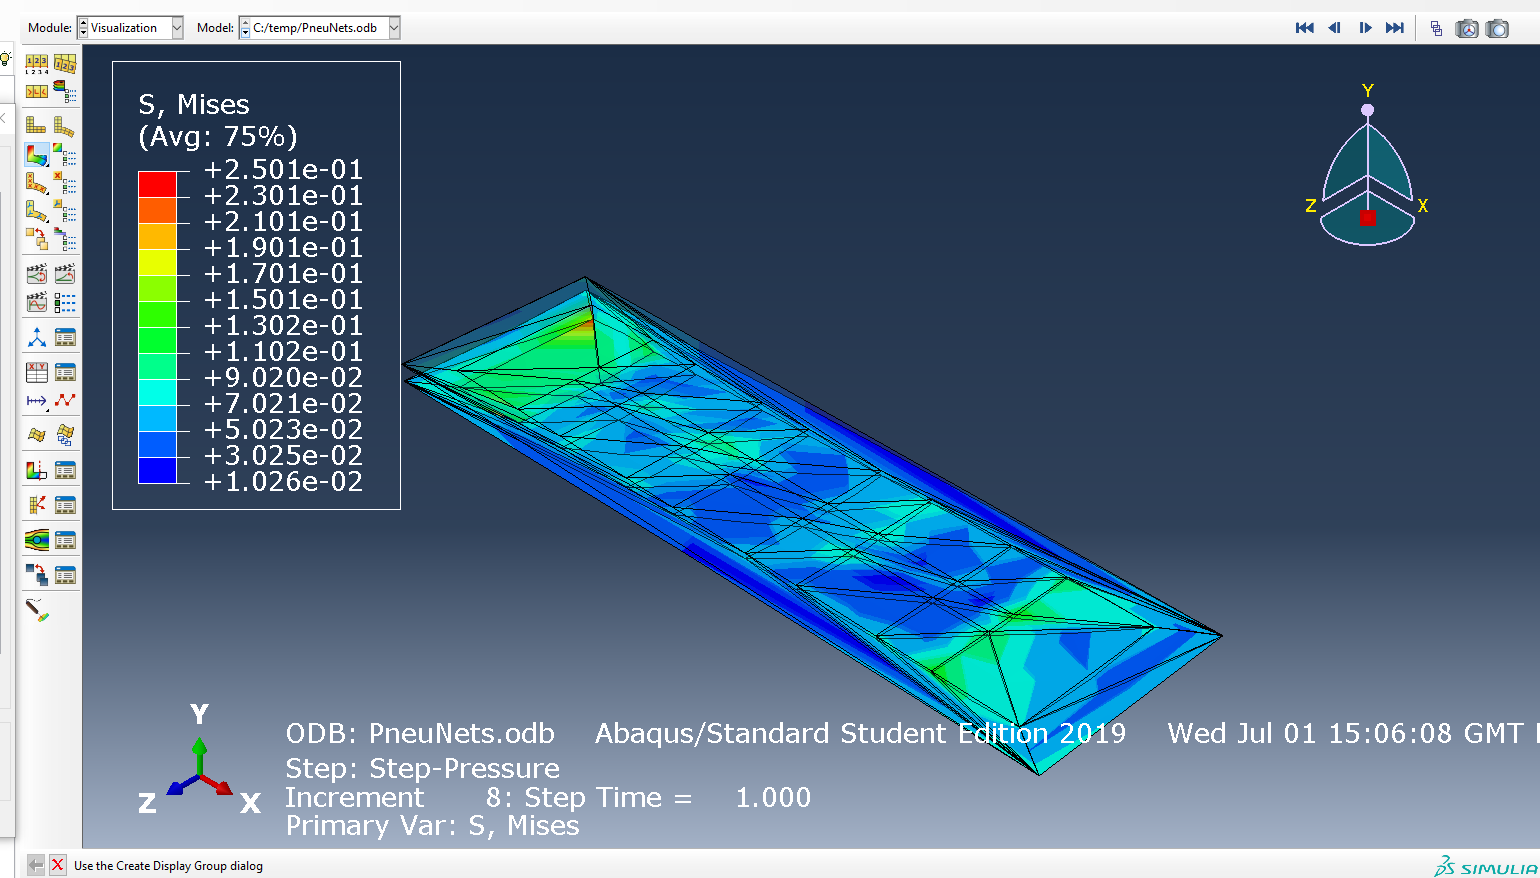 Module: Visualization Model: C:/temp/PneuNets.odb
Y
Z X
S, Mises
(Avg: 75%)
+2.501e-01
+2.301e-01
+2.101e-01
+1.901e-01
+1.701e-01
+1.501e-01
+1.302e-01
+1.102e-01
+9.020e-02
+7.021e-02
+5.023e-02
+3.025e-02
+1.026e-02
Y
Z X
ODB: PneuNets.odb Abaqus/Standard Student Edition 2019 Wed Jul 01 15:06:08 GMT
Step: Step-Pressure
Increment 8: Step Time = 1.000
Primary Var: S, Mises
Use the Create Display Group dialog
SIMULIA